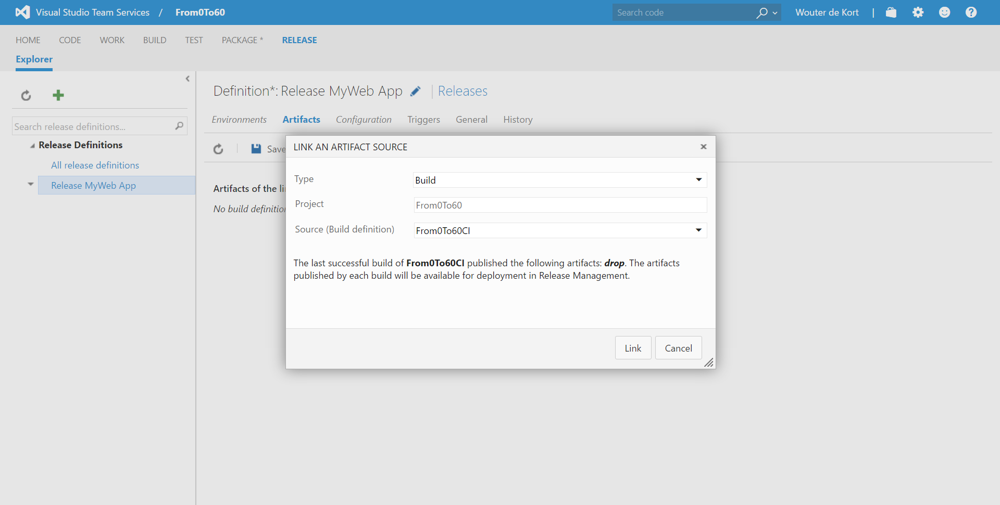 Visual Studio Team Services / From0To60
Search code
Wouter de Kort |
HOME CODE WORK BUILD TEST PACKAGE * RELEASE
Explorer
Search release definitions...
Release Definitions
All release definitions
Release MyWeb App
Definition*: Release MyWeb App | Releases
Environments Artifacts Configuration Triggers General History
Save
Artifacts of the
No build
LINK AN ARTIFACT SOURCE
Type Build
Project From0To60
Source (Build definition) From0To60CI
The last successful build of From0To60CI published the following artifacts: drop. The artifacts
published by each build will be available for deployment in Release Management.
Link Cancel